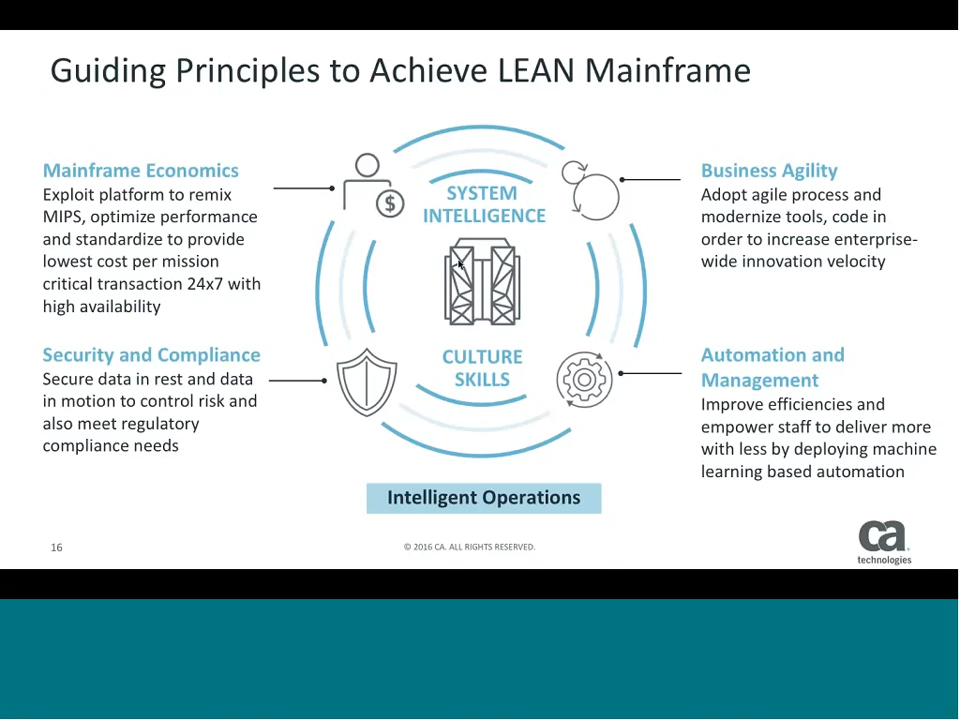 Guiding Principles to Achieve LEAN Mainframe
Mainframe Economics
Exploit platform to remix
MIPS, optimize performance
and standardize to provide
lowest cost per mission
critical transaction 24x7 with
high availability
Security and Compliance
Secure data in rest and data
in motion to control risk and
also meet regulatory
compliance needs
$
SYSTEM
INTELLIGENCE
CULTURE
SKILLS
Business Agility
Adopt agile process and
modernize tools, code in
order to increase enterprise-
wide innovation velocity
Automation and
Management
Improve efficiencies and
empower staff to deliver more
with less by deploying machine
learning based automation
Intelligent Operations
16
© 2016 CA. ALL RIGHTS RESERVED.
ca
technologies